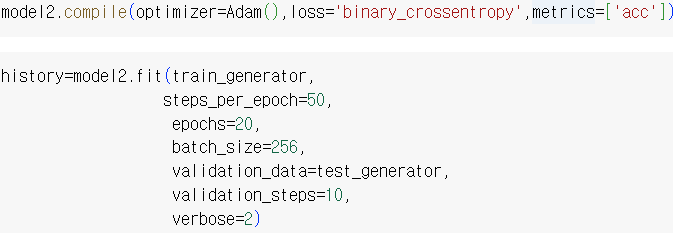 model2.compile(optimizer=Adam(),loss='binary_crossentropy',metrics=['acc'])
history=model2.fit(train_generator,
steps_per_epoch=50,
epochs=20,
batch_size=256,
validation_data=test_generator,
validation_steps=10,
verbose=2)